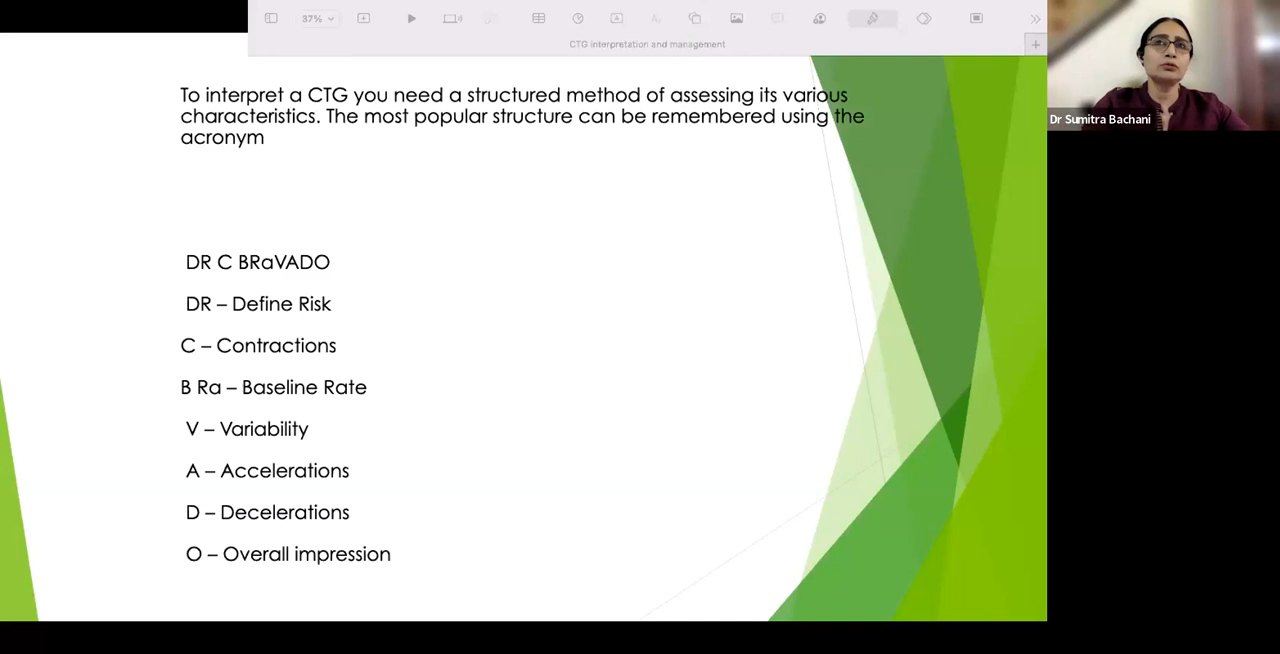 37%
CTG interpretation and management
Dr Sumitra Bachani
To interpret a CTG you need a structured method of assessing its various
characteristics. The most popular structure can be remembered using the
acronym
DR C BRaVADO
DR – Define Risk
C – Contractions
B Ra – Baseline Rate
V – Variability
A – Accelerations
D – Decelerations
O – Overall impression